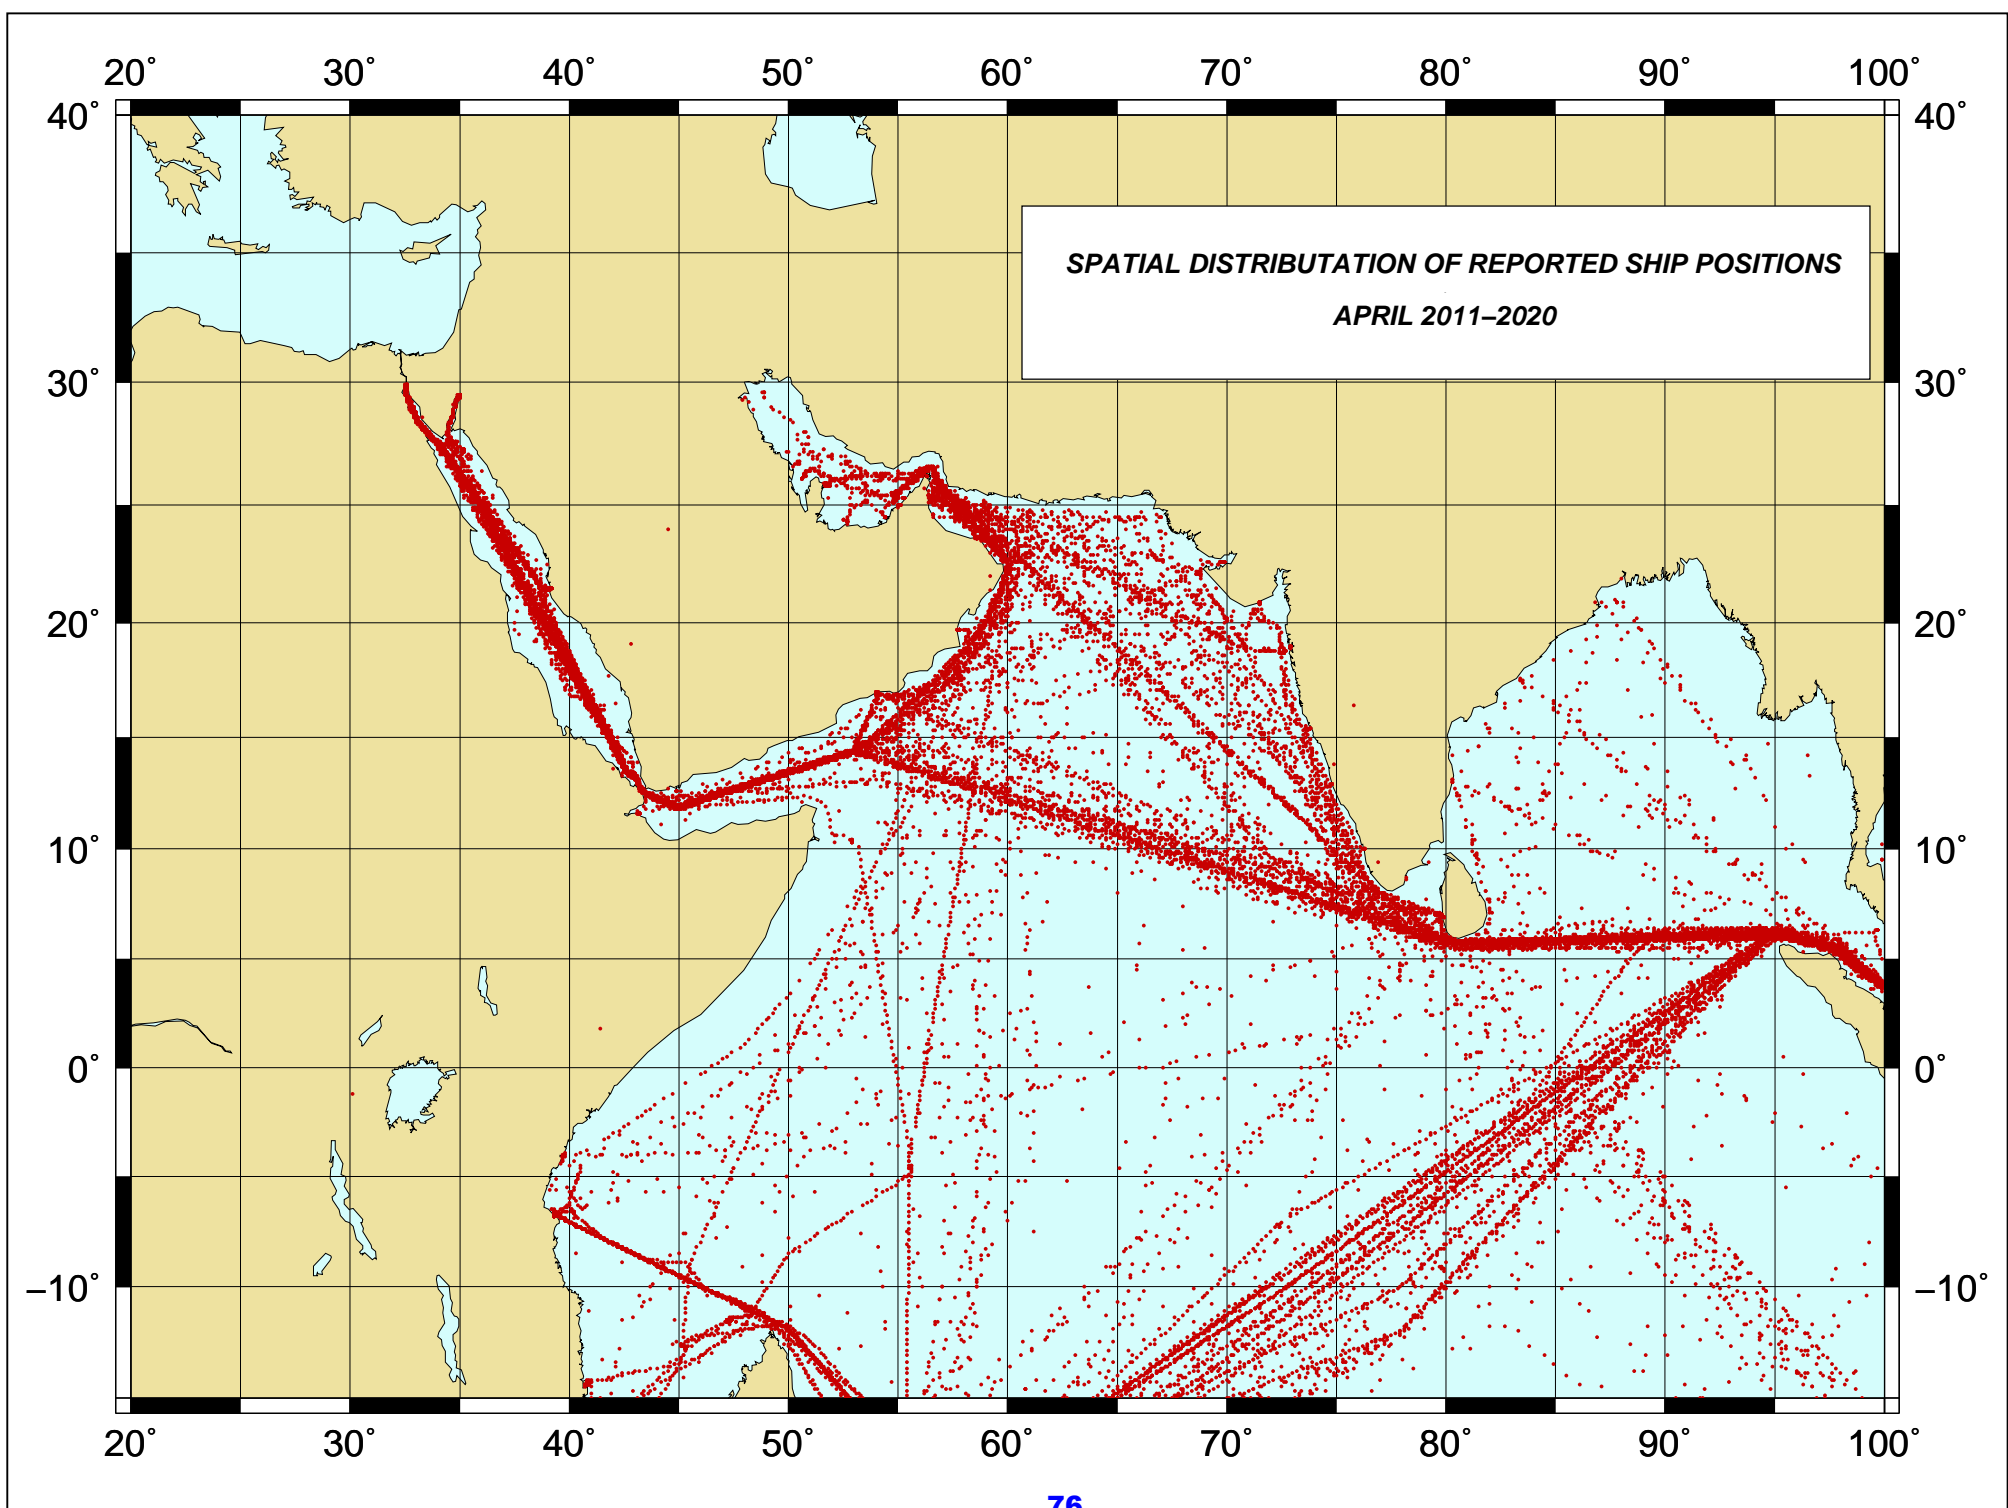 20° 30° 40° 50° 60° 70° 80° 90° 100°
40° 40°
SPATIAL DISTRIBUTATION OF REPORTED SHIP POSITIONS
APRIL 2011–2020
30° 30°
20° 20°
10° 10°
0° 0°
−10° −10°
20° 30° 40° 50° 60° 70° 80° 90° 100°
76